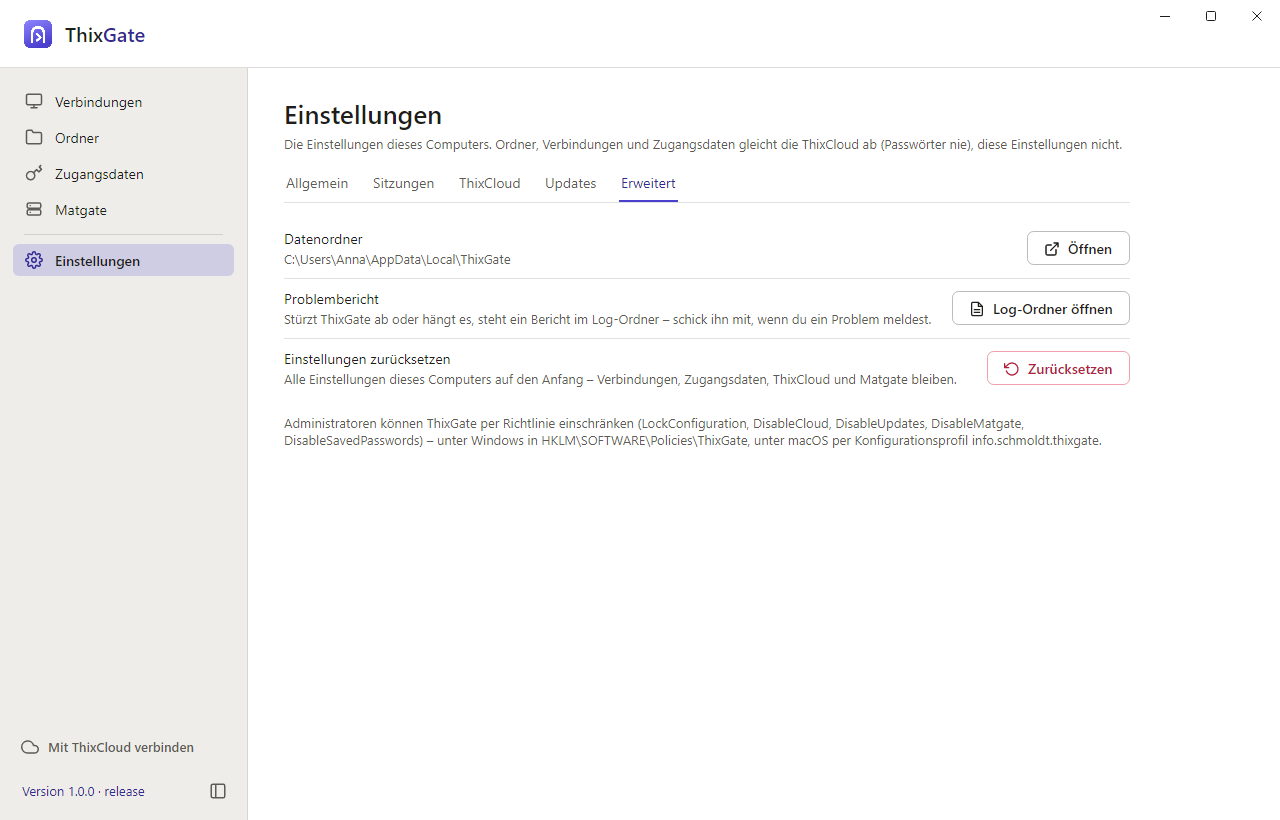 ThixGate
Verbindungen
Ordner
Zugangsdaten
Matgate
Einstellungen
Mit ThixCloud verbinden
Version 1.0.0 · release
Einstellungen
Die Einstellungen dieses Computers. Ordner, Verbindungen und Zugangsdaten gleicht die ThixCloud ab (Passwörter nie), diese Einstellungen nicht.
Allgemein Sitzungen ThixCloud Updates Erweitert
Datenordner
C:\Users\Anna\AppData\Local\ThixGate
Öffnen
Problembericht
Stürzt ThixGate ab oder hängt es, steht ein Bericht im Log-Ordner – schick ihn mit, wenn du ein Problem meldest.
Log-Ordner öffnen
Einstellungen zurücksetzen
Alle Einstellungen dieses Computers auf den Anfang – Verbindungen, Zugangsdaten, ThixCloud und Matgate bleiben.
Zurücksetzen
Administratoren können ThixGate per Richtlinie einschränken (LockConfiguration, DisableCloud, DisableUpdates, DisableMatgate,
DisableSavedPasswords) – unter Windows in HKLM\SOFTWARE\Policies\ThixGate, unter macOS per Konfigurationsprofil info.schmoldt.thixgate.